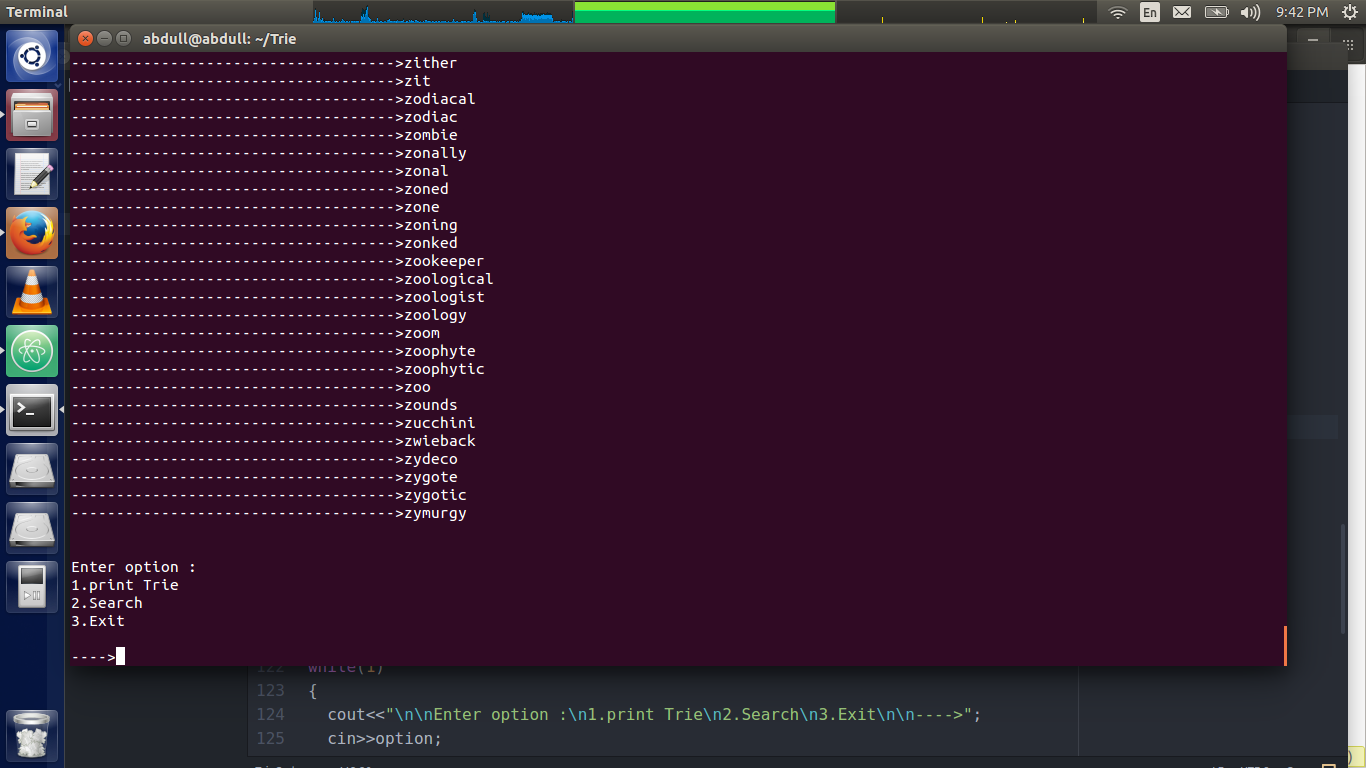 Terminal
En
9:42 PM
abdull@abdull: ~/Trie
------------------------------------>zither
------------------------------------>zit
------------------------------------>zodiacal
------------------------------------>zodiac
------------------------------------>zombie
------------------------------------>zonally
------------------------------------>zonal
------------------------------------>zoned
------------------------------------>zone
------------------------------------>zoning
------------------------------------>zonked
------------------------------------>zookeeper
------------------------------------>zoological
------------------------------------>zoologist
------------------------------------>zoology
------------------------------------>zoom
------------------------------------>zoophyte
------------------------------------>zoophytic
------------------------------------>zoo
------------------------------------>zounds
------------------------------------>zucchini
------------------------------------>zwieback
------------------------------------>zydeco
------------------------------------>zygote
------------------------------------>zygotic
------------------------------------>zymurgy
Enter option :
1.print Trie
2.Search
3.Exit
---->
122 while(1)
123 {
124 cout<<"\n\nEnter option :\n1.print Trie\n2.Search\n3.Exit\n\n---->";
125 cin>>option;